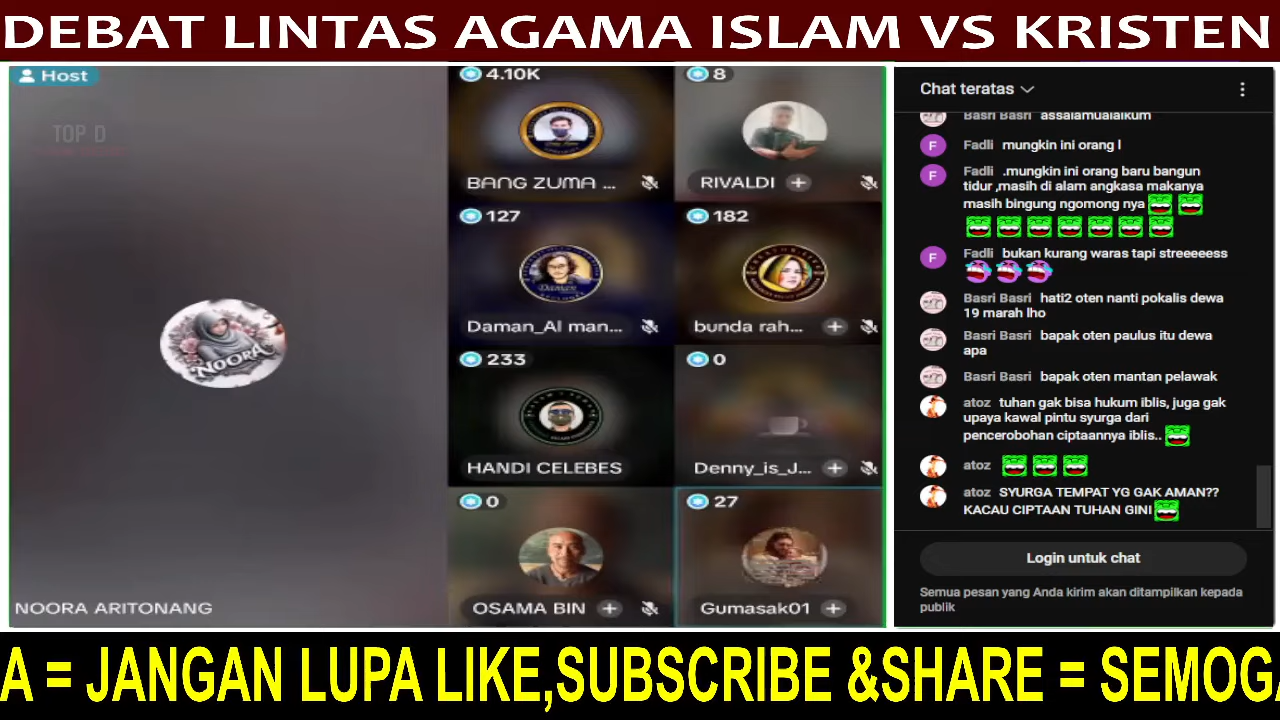 DEBAT LINTAS AGAMA ISLAM VS KRISTEN
Host
TOP D
NOORA
NOORA ARITONANG
4.10K
BANG ZUMA ...
8
RIVALDI
127
Daman_Al man...
182
bunda rah...
233
HANDI CELEBES
0
Denny_is_J...
0
OSAMA BIN
27
Gumasak01
Chat teratas
Basri Basri assalamualaikum
F
Fadli mungkin ini orang l
F
Fadli .mungkin ini orang baru bangun
tidur ,masih di alam angkasa makanya
masih bingung ngomong nya
F
Fadli bukan kurang waras tapi streeeeess
Basri Basri hati2 oten nanti pokalis dewa
19 marah lho
Basri Basri bapak oten paulus itu dewa
apa
Basri Basri bapak oten mantan pelawak
atoz tuhan gak bisa hukum iblis, juga gak
upaya kawal pintu syurga dari
pencerobohan ciptaannya iblis..
atoz
atoz SYURGA TEMPAT YG GAK AMAN??
KACAU CIPTAAN TUHAN GINI
Login untuk chat
Semua pesan yang Anda kirim akan ditampilkan kepada
publik
A = JANGAN LUPA LIKE,SUBSCRIBE &SHARE = SEMOGA